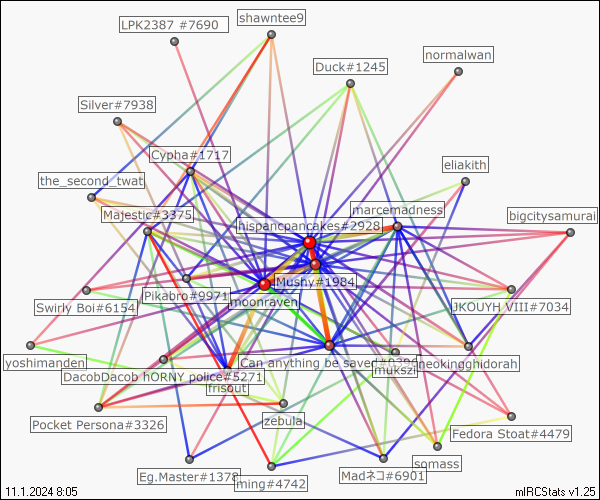 LPK2387 #7690
shawntee9
normalwan
Duck#1245
Silver#7938
Cypha#1717
eliakith
the_second_twat
Majestic#3375
marcemadness
bigcitysamurai
hispancpancakes#2928
Mushy#1984
Pikabro#9971
moonraven
Swirly Boi#6154
JKOUYH VIII#7034
yoshimanden
Can anything be saved
neokingghidorah
mukszi
DacobDacob hORNY police#5271
frisout
Pocket Persona#3326
zebula
Fedora Stoat#4479
somass
Eg.Master#1378
ming#4742
Madネコ#6901
11.1.2024 8:05
mIRCStats v1.25